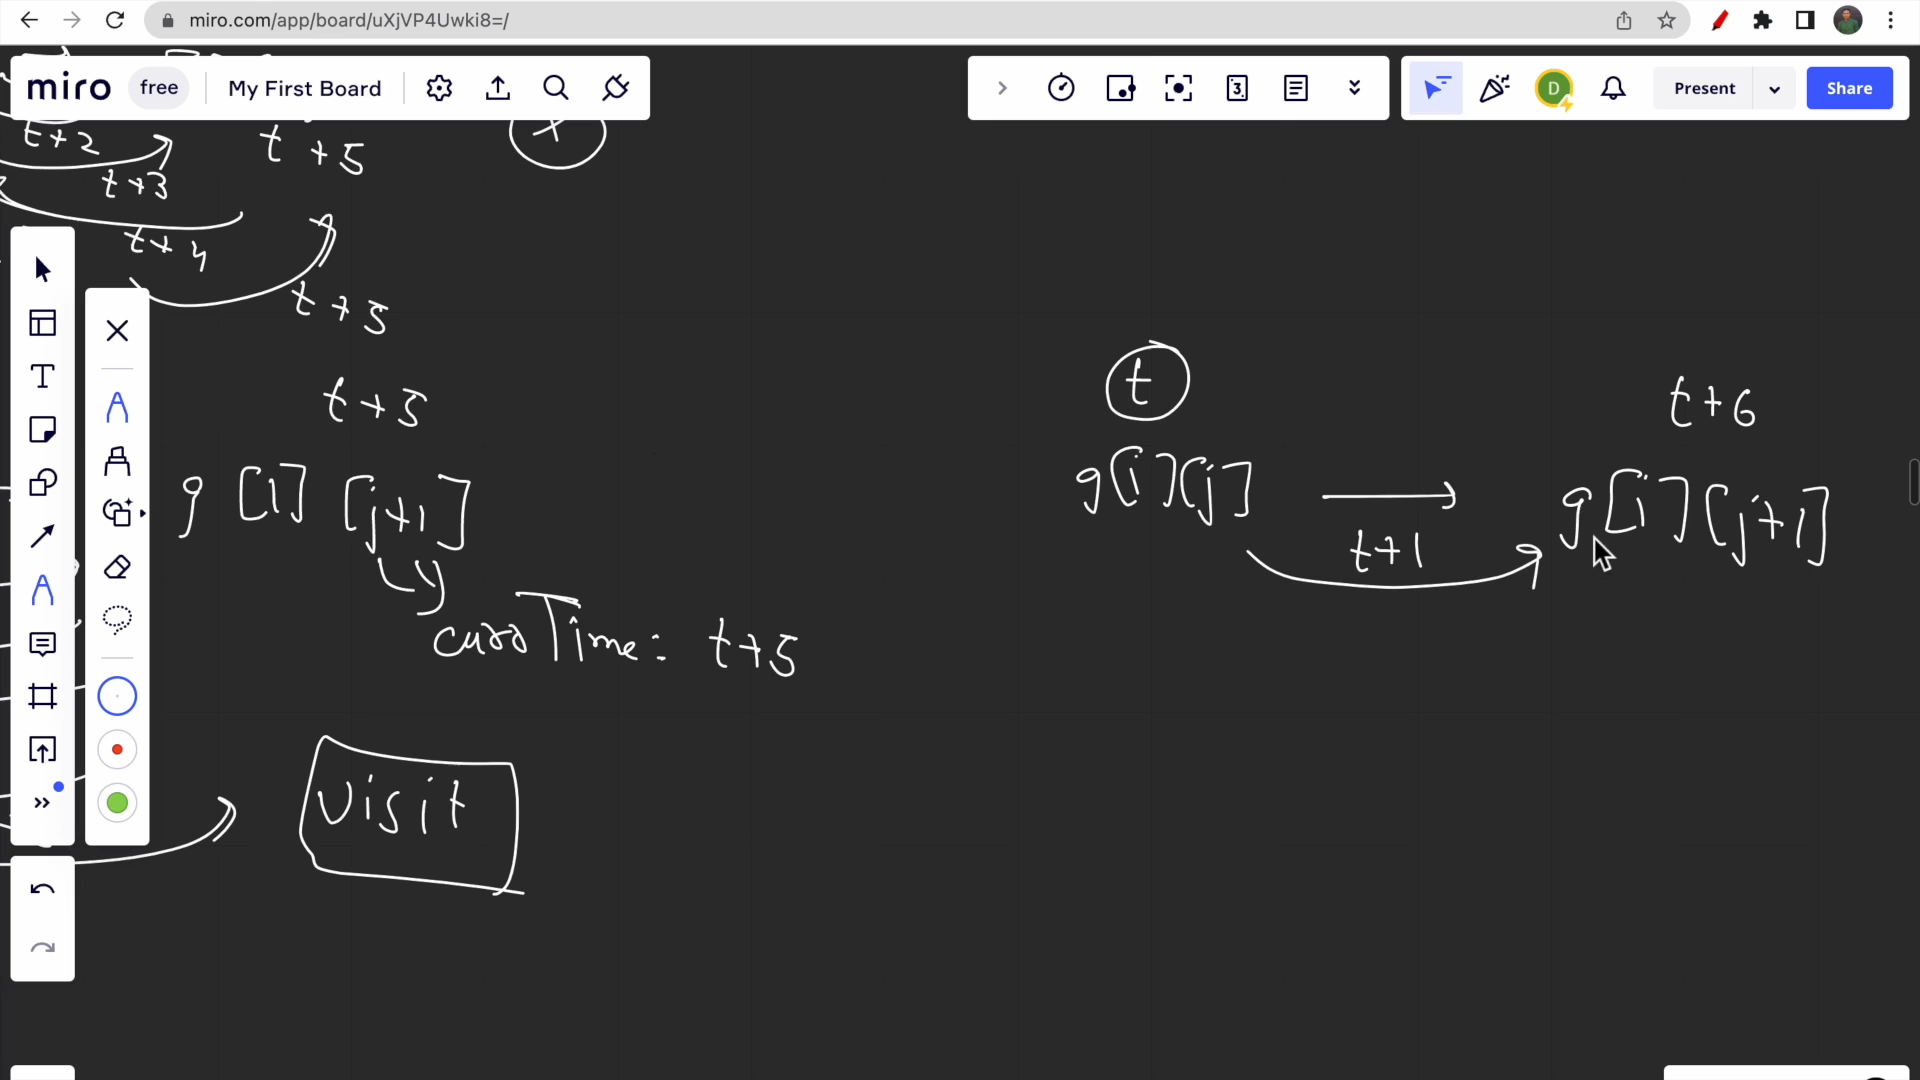 miro.com/app/board/uXjVP4Uwki8=/
miro free My First Board
3
D
Present
Share
t+2
t+5
t+3
t+4
t+5
t+5
g [i] [j+1]
currTime: t+5
visit
t
t+6
g[i][j]
g[i][j+1]
t+1
T